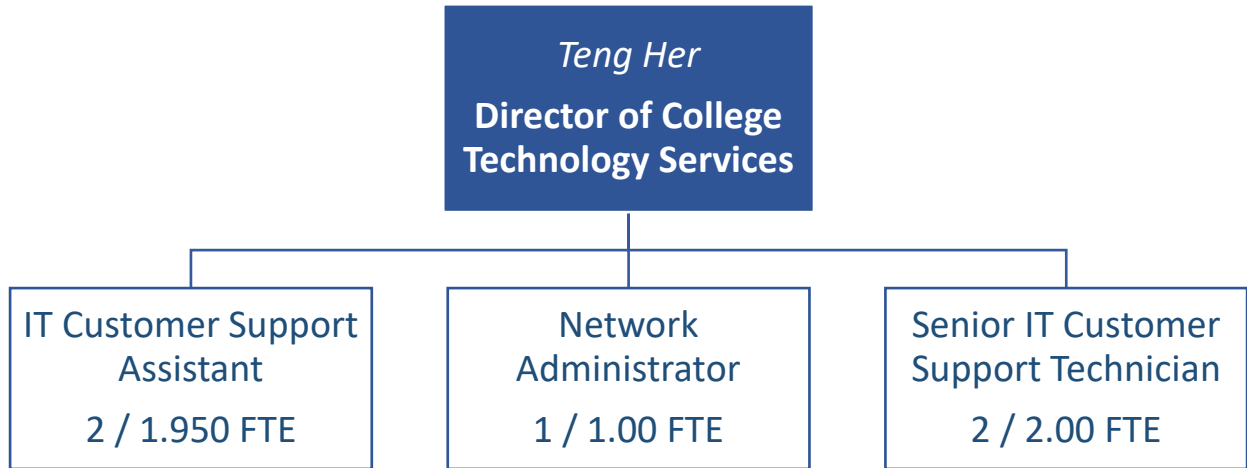 Teng Her
Director of College
Technology Services
IT Customer Support
Assistant
2 / 1.950 FTE
Network
Administrator
1 / 1.00 FTE
Senior IT Customer
Support Technician
2 / 2.00 FTE